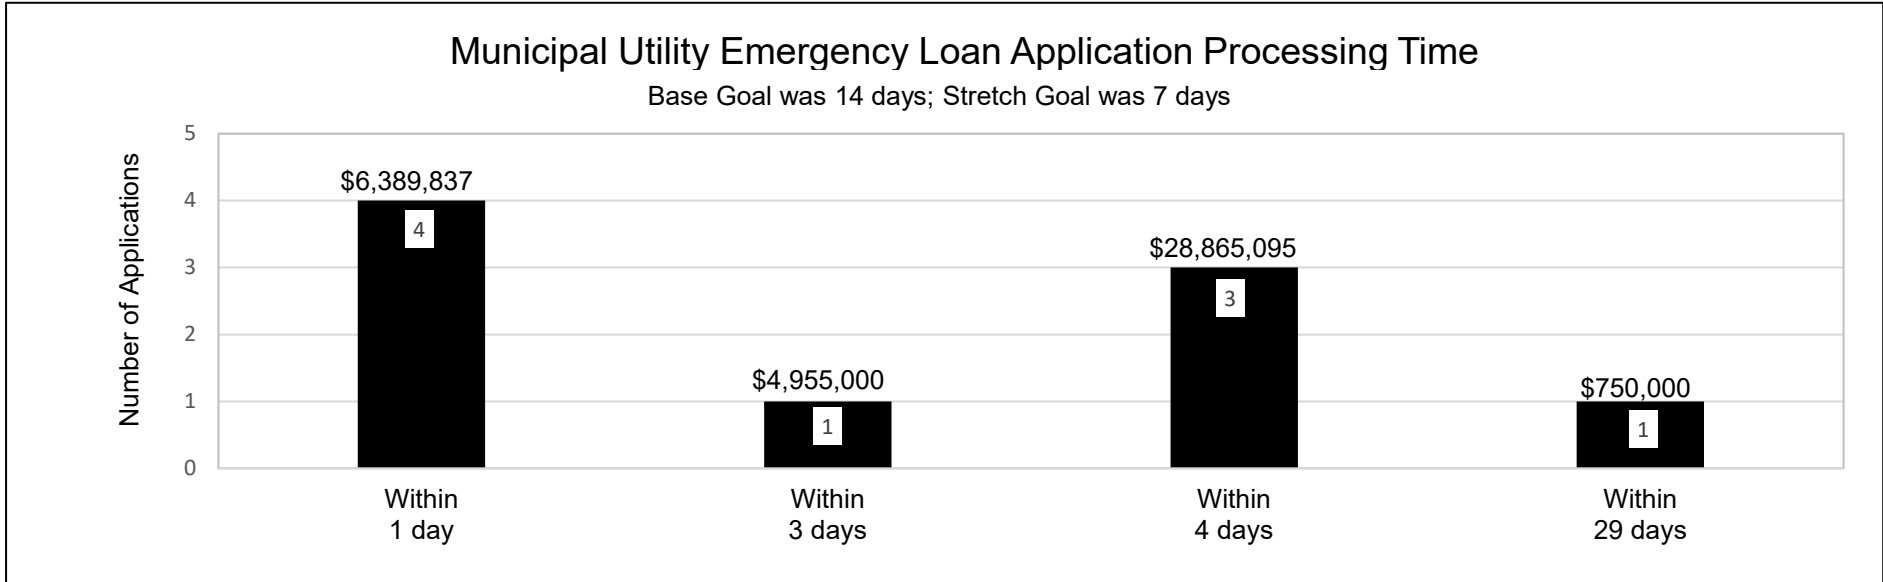 Municipal Utility Emergency Loan Application Processing Time
Base Goal was 14 days; Stretch Goal was 7 days
Number of Applications
5
4
3
2
1
0
$6,389,837
4
$4,955,000
1
$28,865,095
3
$750,000
1
Within
1 day
Within
3 days
Within
4 days
Within
29 days